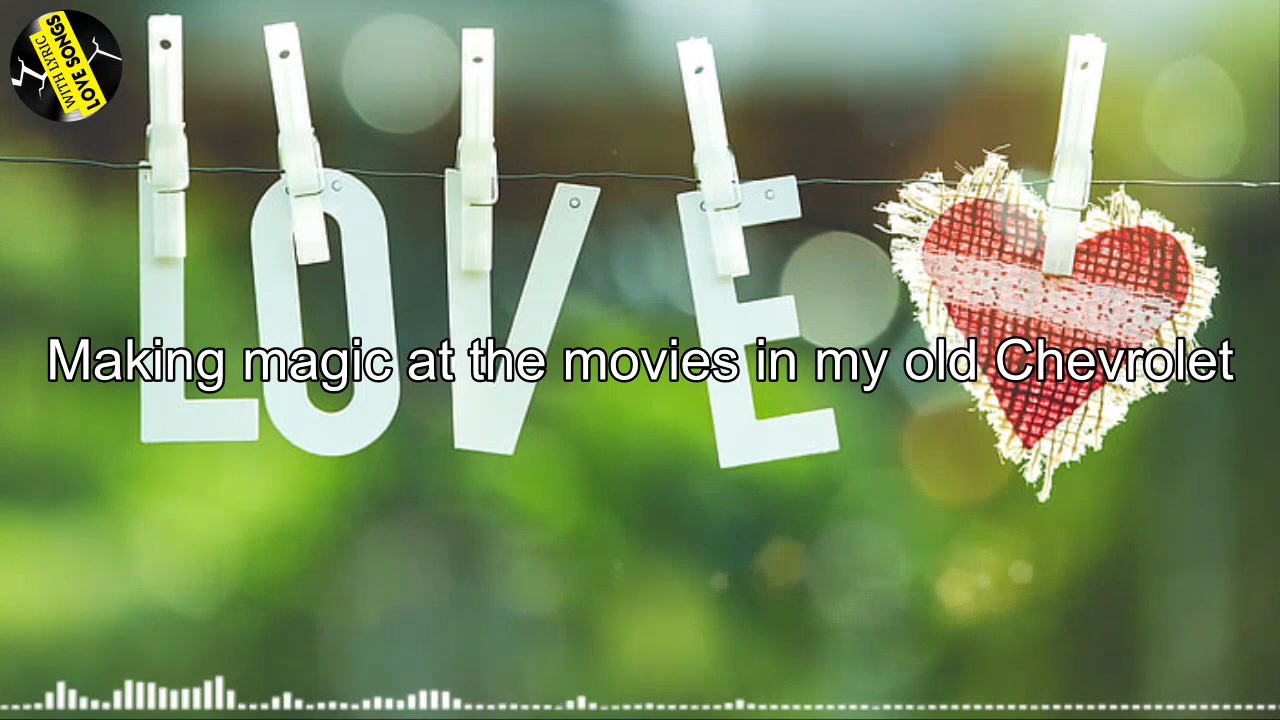 WITH LYRIC
LOVE SONGS
LOVE
Making magic at the movies in my old Chevrolet